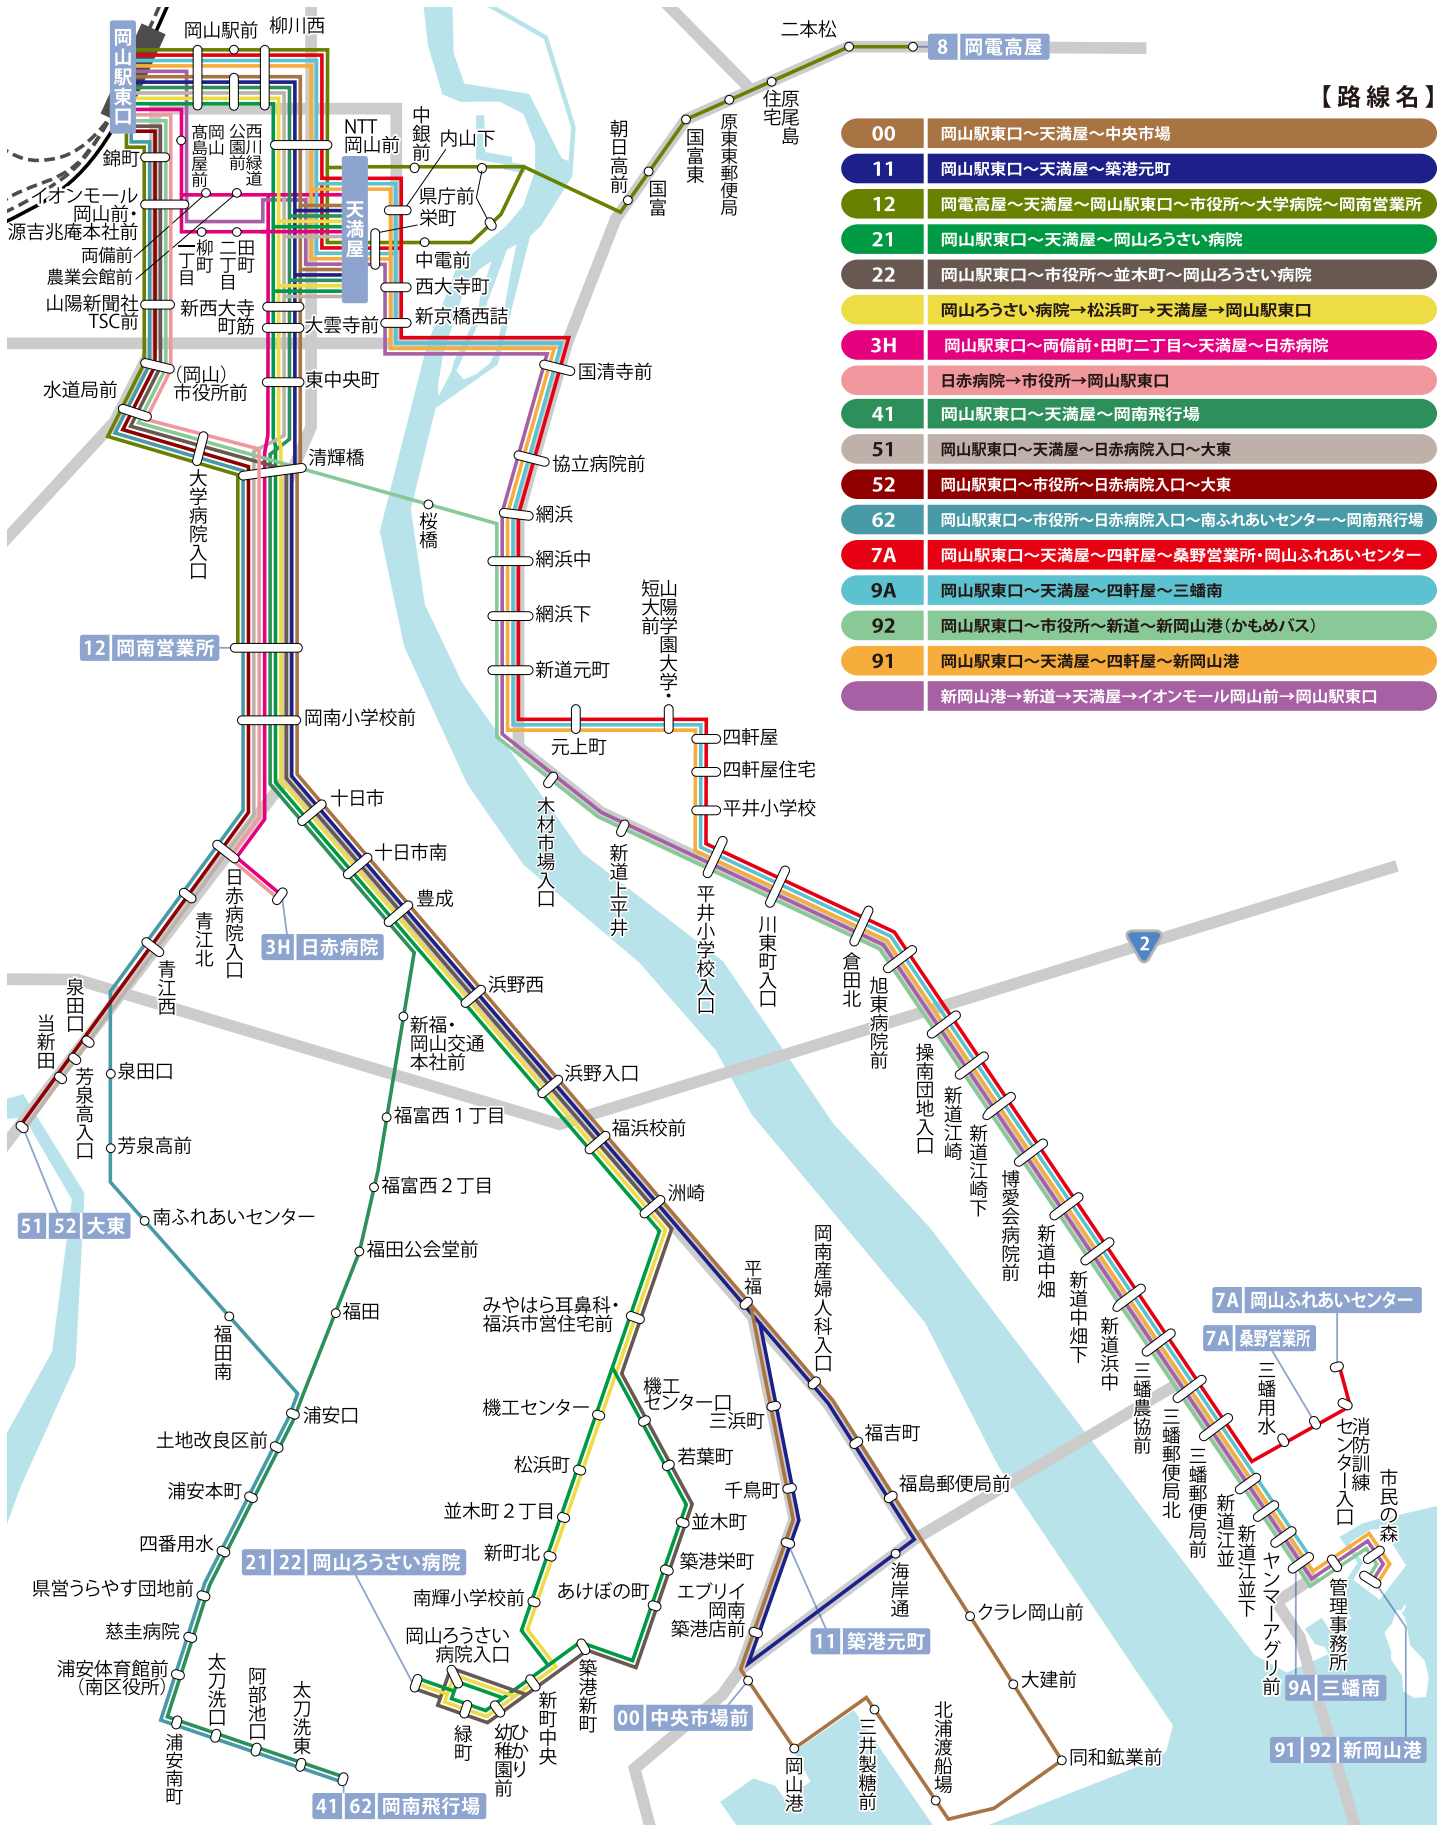 【路線名】
00 岡山駅東口〜天満屋〜中央市場
11 岡山駅東口〜天満屋〜築港元町
12 岡電高屋〜天満屋〜岡山駅東口〜市役所〜大学病院〜岡南営業所
21 岡山駅東口〜天満屋〜岡山ろうさい病院
22 岡山駅東口〜市役所〜並木町〜岡山ろうさい病院
岡山ろうさい病院→松浜町→天満屋→岡山駅東口
3H 岡山駅東口〜両備前・田町二丁目〜天満屋〜日赤病院
日赤病院→市役所→岡山駅東口
41 岡山駅東口〜天満屋〜岡南飛行場
51 岡山駅東口〜天満屋〜日赤病院入口〜大東
52 岡山駅東口〜市役所〜日赤病院入口〜大東
62 岡山駅東口〜市役所〜日赤病院入口〜南ふれあいセンター〜岡南飛行場
7A 岡山駅東口〜天満屋〜四軒屋〜桑野営業所・岡山ふれあいセンター
9A 岡山駅東口〜天満屋〜四軒屋〜三蟠南
92 岡山駅東口〜市役所〜新道〜新岡山港（かもめバス）
91 岡山駅東口〜天満屋〜四軒屋〜新岡山港
新岡山港→新道→天満屋→イオンモール岡山前→岡山駅東口
岡山駅東口
岡山駅前
柳川西
錦町
髙島屋前
岡山
公園前
西川緑道
NTT
岡山前
中銀前
内山下
県庁前
栄町
天満屋
中電前
西大寺町
新京橋西詰
イオンモール
岡山前・
源吉兆庵本社前
両備前
農業会館前
柳町
一丁目
田町
二丁目
山陽新聞社
TSC前
新西大寺
町筋
大雲寺前
東中央町
水道局前
（岡山）
市役所前
大学病院入口
清輝橋
桜橋
二本松
8 岡電高屋
原尾島
住宅
原東東郵便局
国富東
国富
朝日高前
国清寺前
協立病院前
網浜
網浜中
網浜下
新道元町
山陽学園大学・
短大前
元上町
四軒屋
四軒屋住宅
平井小学校
木材市場入口
新道上平井
平井小学校入口
川東町入口
倉田北
旭東病院前
操南団地入口
新道江崎
新道江崎下
博愛会病院前
新道中畑
新道中畑下
新道浜中
三蟠農協前
三蟠郵便局北
三蟠郵便局前
新道江並
新道江並下
ヤンマーアグリ前
2
7A 岡山ふれあいセンター
7A 桑野営業所
三蟠用水
消防訓練
センター入口
市民の森
管理事務所
9A 三蟠南
91 92 新岡山港
12 岡南営業所
岡南小学校前
十日市
十日市南
豊成
浜野西
浜野入口
福浜校前
洲崎
日赤病院入口
3H 日赤病院
青江北
青江西
泉田口
当新田
芳泉高入口
51 52 大東
泉田口
芳泉高前
南ふれあいセンター
福田南
新福・
岡山交通
本社前
福富西１丁目
福富西２丁目
福田公会堂前
福田
浦安口
土地改良区前
浦安本町
四番用水
県営うらやす団地前
慈圭病院
浦安体育館前
（南区役所）
浦安南町
太刀洗口
阿部池口
太刀洗東
41 62 岡南飛行場
みやはら耳鼻科・
福浜市営住宅前
機工センター
松浜町
並木町２丁目
新町北
南輝小学校前
岡山ろうさい
病院入口
21 22 岡山ろうさい病院
緑町
ひかり
幼稚園前
新町中央
築港新町
機工
センター口
若葉町
並木町
築港栄町
あけぼの町
エブリイ
岡南
築港店前
平福
三浜町
千鳥町
11 築港元町
00 中央市場前
岡南産婦人科入口
福吉町
福島郵便局前
海岸通
クラレ岡山前
大建前
同和鉱業前
北浦渡船場
三井製糖前
岡山港